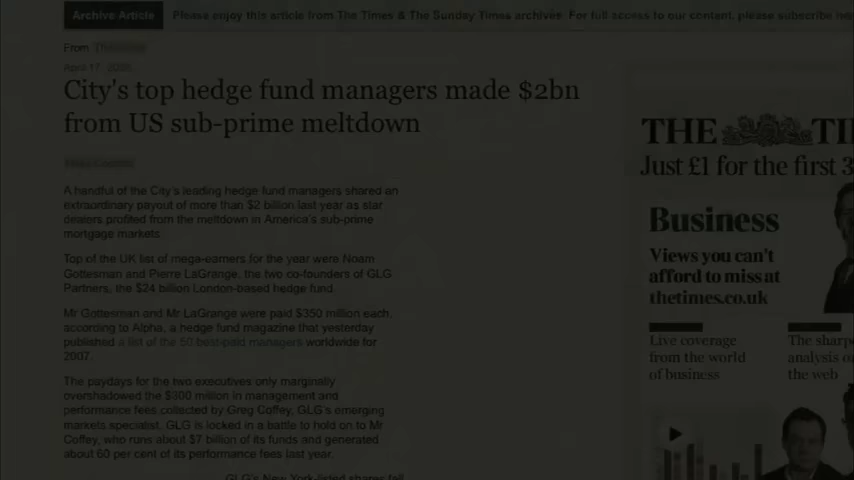 Archive Article Please enjoy this article from The Times & The Sunday Times archives. For full access to our content, please subscribe
From
April 17,
City's top hedge fund managers made $2bn
from US sub-prime meltdown
A handful of the City's leading hedge fund managers shared an
extraordinary payout of more than $2 billion last year as star
dealers profited from the meltdown in America's sub-prime
mortgage markets.
Top of the UK list of mega-earners for the year were Noam
Gottesman and Pierre LaGrange, the two co-founders of GLG
Partners, the $24 billion London-based hedge fund.
Mr Gottesman and Mr LaGrange were paid $350 million each,
according to Alpha, a hedge fund magazine that yesterday
published a list of the 50 best-paid managers worldwide for
2007.
The paydays for the two executives only marginally
overshadowed the $300 million in management and
performance fees collected by Greg Coffey, GLG's emerging
markets specialist. GLG is locked in a battle to hold on to Mr
Coffey, who runs about $7 billion of its funds and generated
about 60 per cent of its performance fees last year.
GLG's New York-listed shares fell
THE TI
Just £1 for the first 3
Business
Views you can't
afford to miss at
thetimes.co.uk
Live coverage
from the world
of business
The sharp
analysis o
the web